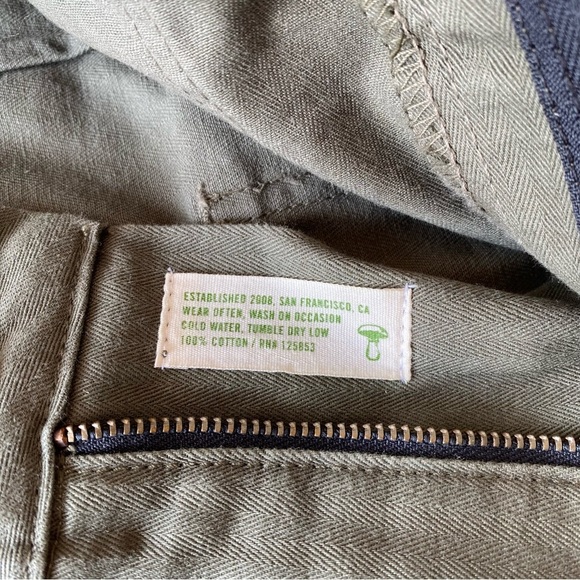 ESTABLISHED 2008, SAN FRANCISCO, CA
WEAR OFTEN, WASH ON OCCASION
COLD WATER, TUMBLE DRY LOW
100% COTTON / RN# 125853